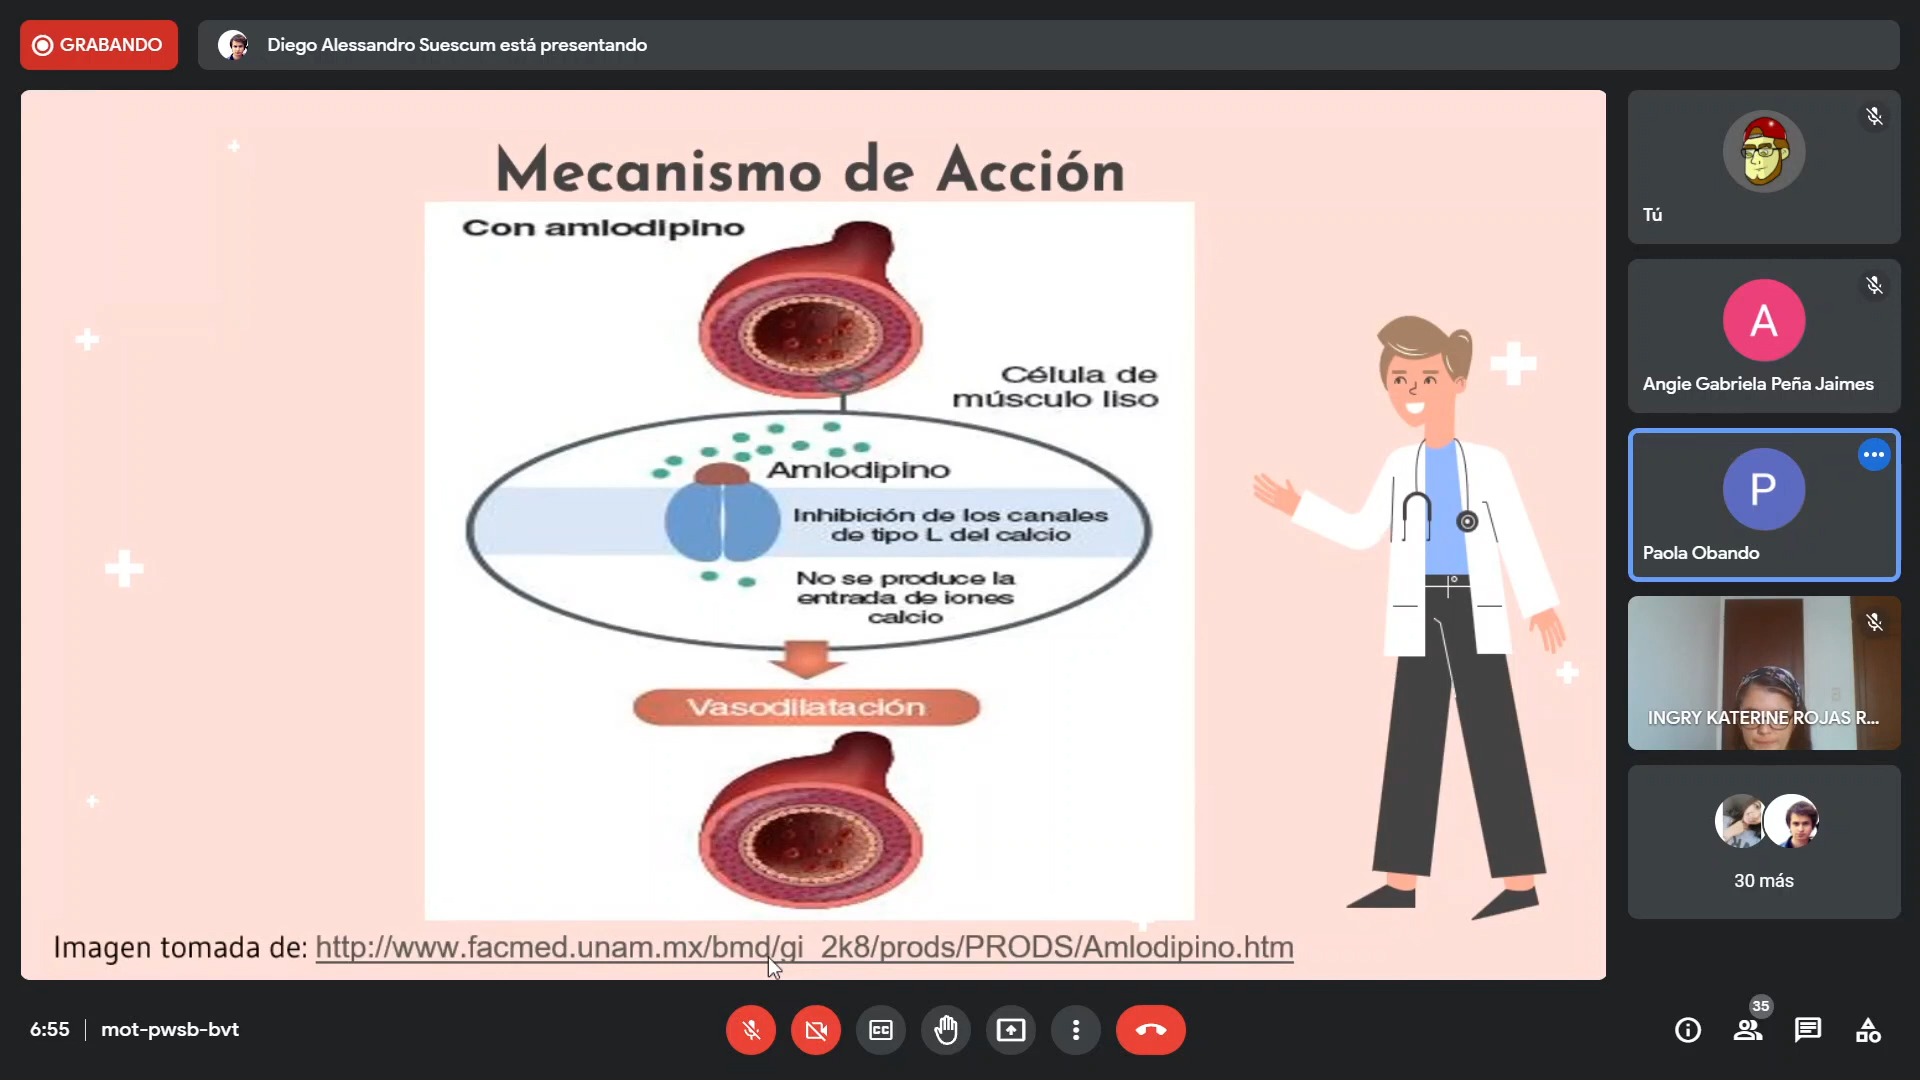 GRABANDO
Diego Alessandro Suescum está presentando
Mecanismo de Acción
Con amlodipino
Célula de
músculo liso
Amlodipino
Inhibición de los canales
de tipo L del calcio
No se produce la
entrada de iones
calcio
Vasodilatación
Imagen tomada de: http://www.facmed.unam.mx/bmd/gi_2k8/prods/PRODS/Amlodipino.htm
Tú
A
Angie Gabriela Peña Jaimes
P
Paola Obando
INGRY KATERINE ROJAS R...
30 más
6:55
mot-pwsb-bvt
CC
35